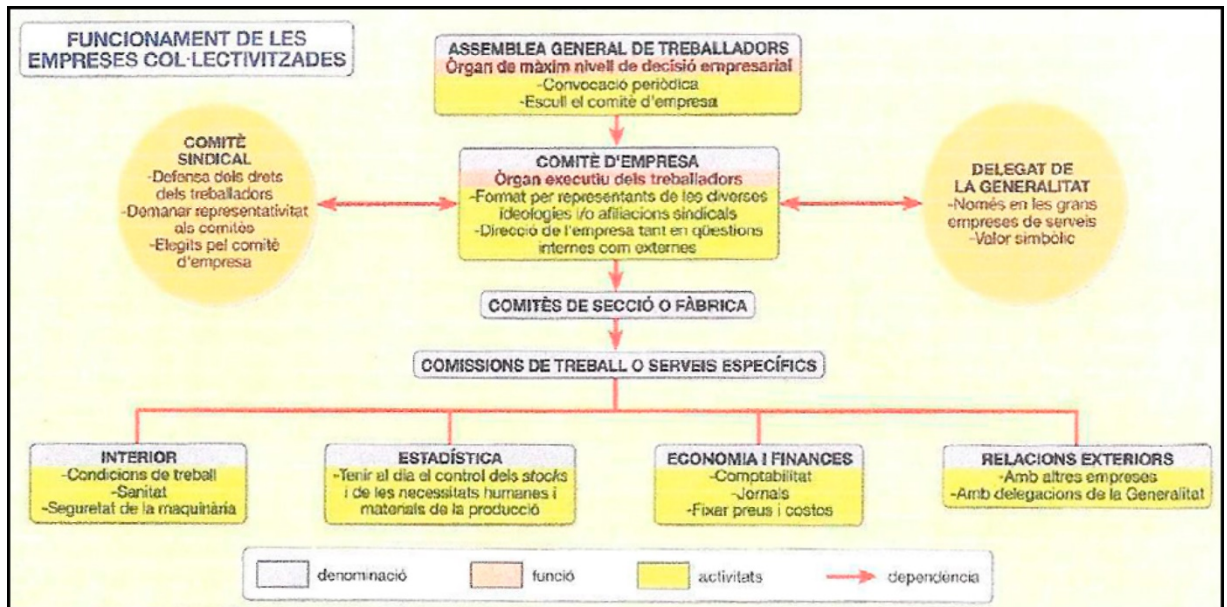 FUNCIONAMENT DE LES
EMPRESES COL·LECTIVITZADES
ASSEMBLEA GENERAL DE TREBALLADORS
Òrgan de màxim nivell de decisió empresarial
-Convocació periòdica
-Escull el comitè d'empresa
COMITÈ
SINDICAL
-Defensa dels drets
dels treballadors
-Demanar representativitat
als comitès
-Elegits pel comitè
d'empresa
COMITÈ D'EMPRESA
Òrgan executiu dels treballadors
-Format per representants de les diverses
ideologies i/o afiliacions sindicals
-Direcció de l'empresa tant en qüestions
internes com externes
DELEGAT DE
LA GENERALITAT
-Només en les grans
empreses de serveis
-Valor simbòlic
COMITÈS DE SECCIÓ O FÀBRICA
COMISSIONS DE TREBALL O SERVEIS ESPECÍFICS
INTERIOR
-Condicions de treball
-Sanitat
-Seguretat de la maquinària
ESTADÍSTICA
-Tenir al dia el control dels stocks
i de les necessitats humanes i
materials de la producció
ECONOMIA I FINANCES
-Comptabilitat
-Jornals
-Fixar preus i costos
RELACIONS EXTERIORS
-Amb altres empreses
-Amb delegacions de la Generalitat
denominació
funció
activitats
dependència